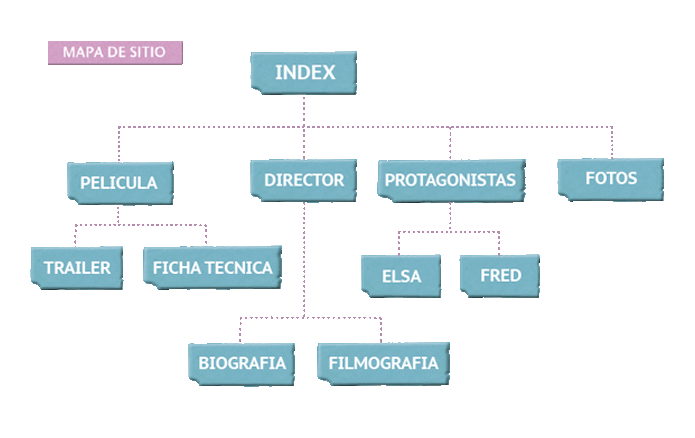 MAPA DE SITIO
INDEX
PELICULA
DIRECTOR
PROTAGONISTAS
FOTOS
TRAILER
FICHA TECNICA
ELSA
FRED
BIOGRAFIA
FILMOGRAFIA